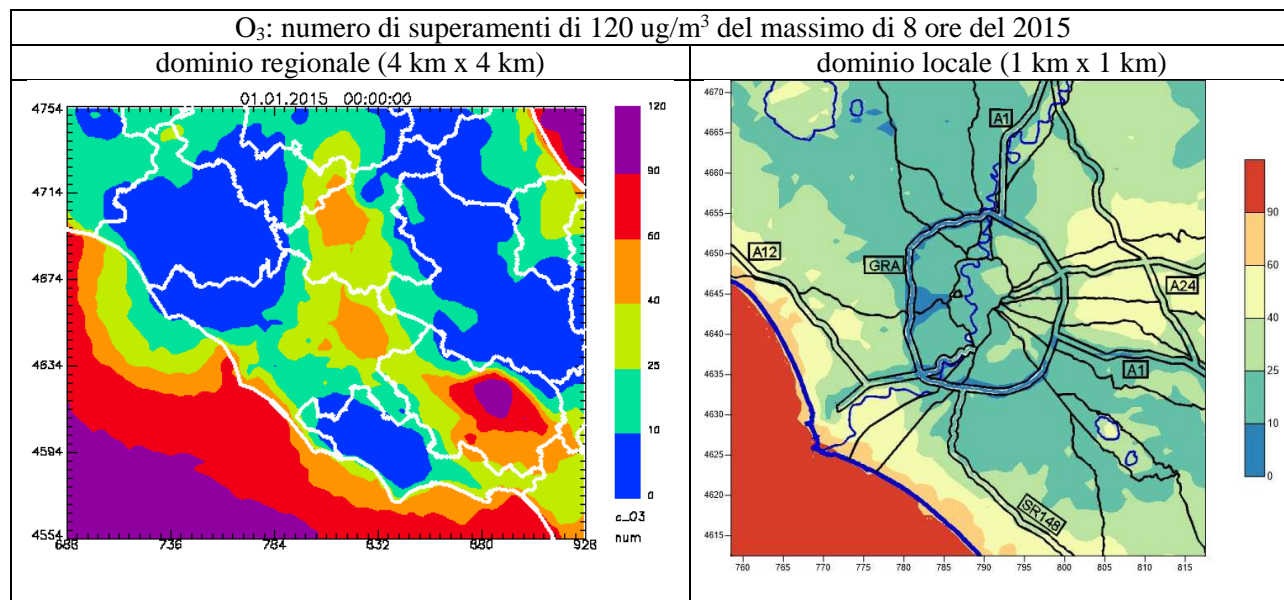 O₃: numero di superamenti di 120 ug/m³ del massimo di 8 ore del 2015
dominio regionale (4 km x 4 km)
dominio locale (1 km x 1 km)
01.01.2015 00:00:00
4754
4714
4674
4634
4594
4554
688 736 784 832 880 928
120
90
60
40
25
10
0
c_O3
num
4670
4665
4660
4655
4650
4645
4640
4635
4630
4625
4620
4615
760 765 770 775 780 785 790 795 800 805 810 815
A1
A12
GRA
A24
A1
SR148
90
60
40
25
10
0